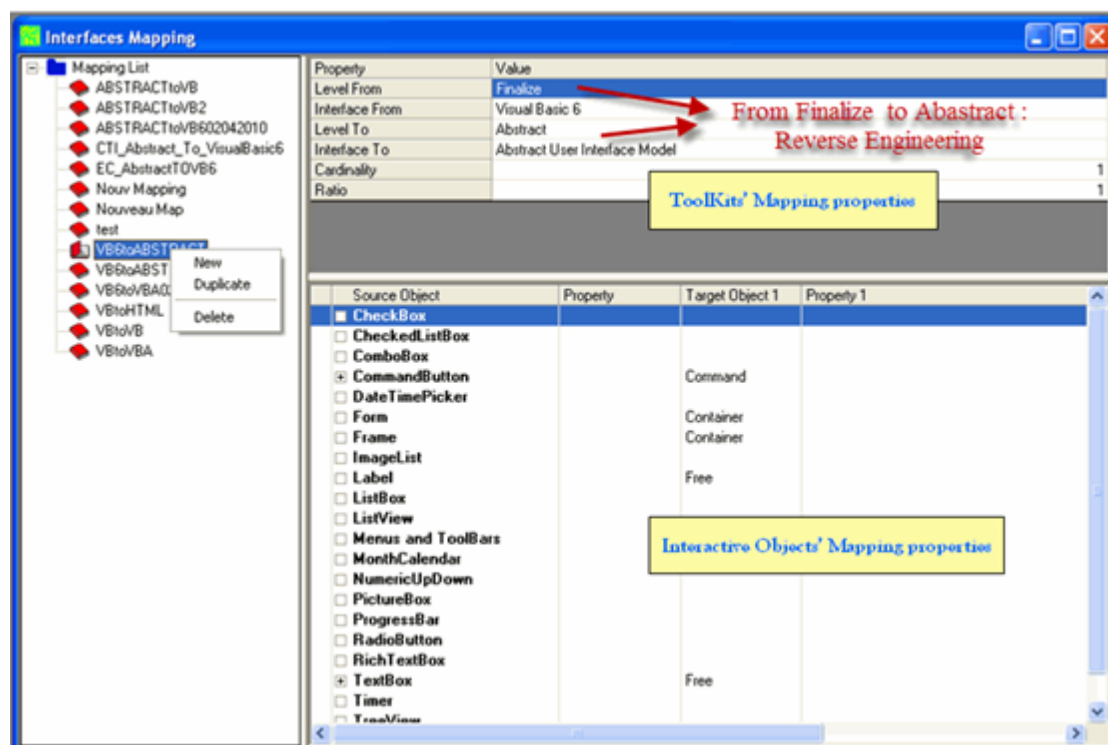 Interfaces Mapping
Mapping List
ABSTRACTtoVB
ABSTRACTtoVB2
ABSTRACTtoVB602042010
CTI_Abstract_To_VisualBasic6
EC_AbstractTOVB6
Nouv Mapping
Nouveau Map
test
VB6toABSTRACT
VB6toABST
VB6toVBA0
VBtoHTML
VBtoVB
VBtoVBA
New
Duplicate
Delete
Property Value
Level From Finalize
Interface From Visual Basic 6
Level To Abstract
Interface To Abstract User Interface Model
Cardinality 1
Ratio 1
From Finalize to Abastract :
Reverse Engineering
ToolKits' Mapping properties
Source Object Property Target Object 1 Property 1
CheckBox
CheckedListBox
ComboBox
CommandButton Command
DateTimePicker
Form Container
Frame Container
ImageList
Label Free
ListBox
ListView
Menus and ToolBars
MonthCalendar
NumericUpDown
PictureBox
ProgressBar
RadioButton
RichTextBox
TextBox Free
Timer
TreeView
Interactive Objects' Mapping properties